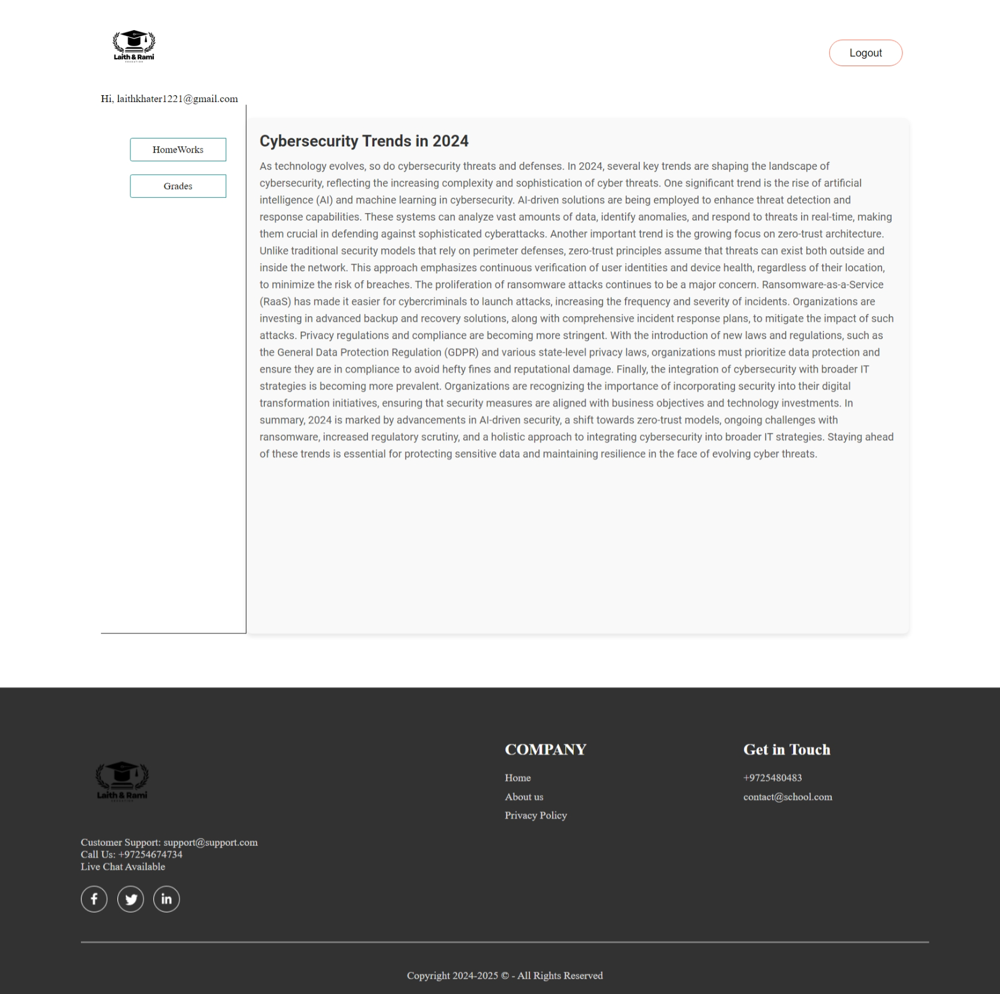 Laith & Rami
EDUCATION
Logout
Hi, laithkhater1221@gmail.com
HomeWorks
Grades
Cybersecurity Trends in 2024
As technology evolves, so do cybersecurity threats and defenses. In 2024, several key trends are shaping the landscape of
cybersecurity, reflecting the increasing complexity and sophistication of cyber threats. One significant trend is the rise of artificial
intelligence (AI) and machine learning in cybersecurity. AI-driven solutions are being employed to enhance threat detection and
response capabilities. These systems can analyze vast amounts of data, identify anomalies, and respond to threats in real-time, making
them crucial in defending against sophisticated cyberattacks. Another important trend is the growing focus on zero-trust architecture.
Unlike traditional security models that rely on perimeter defenses, zero-trust principles assume that threats can exist both outside and
inside the network. This approach emphasizes continuous verification of user identities and device health, regardless of their location,
to minimize the risk of breaches. The proliferation of ransomware attacks continues to be a major concern. Ransomware-as-a-Service
(RaaS) has made it easier for cybercriminals to launch attacks, increasing the frequency and severity of incidents. Organizations are
investing in advanced backup and recovery solutions, along with comprehensive incident response plans, to mitigate the impact of such
attacks. Privacy regulations and compliance are becoming more stringent. With the introduction of new laws and regulations, such as
the General Data Protection Regulation (GDPR) and various state-level privacy laws, organizations must prioritize data protection and
ensure they are in compliance to avoid hefty fines and reputational damage. Finally, the integration of cybersecurity with broader IT
strategies is becoming more prevalent. Organizations are recognizing the importance of incorporating security into their digital
transformation initiatives, ensuring that security measures are aligned with business objectives and technology investments. In
summary, 2024 is marked by advancements in AI-driven security, a shift towards zero-trust models, ongoing challenges with
ransomware, increased regulatory scrutiny, and a holistic approach to integrating cybersecurity into broader IT strategies. Staying ahead
of these trends is essential for protecting sensitive data and maintaining resilience in the face of evolving cyber threats.
Laith & Rami
EDUCATION
Customer Support: support@support.com
Call Us: +97254674734
Live Chat Available
COMPANY
Home
About us
Privacy Policy
Get in Touch
+9725480483
contact@school.com
Copyright 2024-2025 © - All Rights Reserved